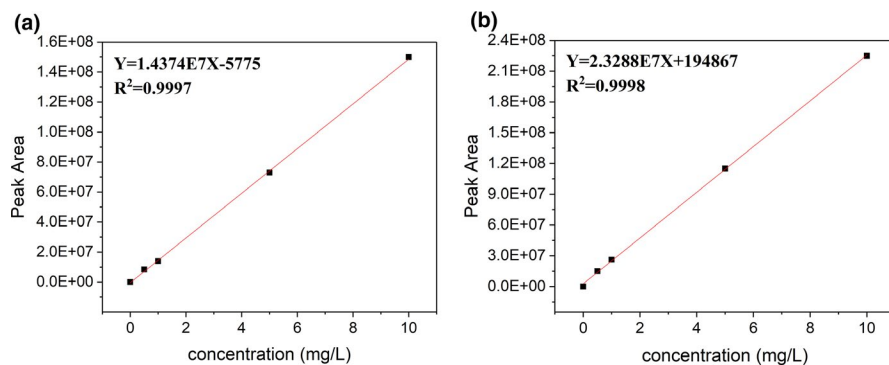 (a)
Y=1.4374E7X-5775
R²=0.9997
1.6E+08
1.4E+08
1.2E+08
1.0E+08
8.0E+07
6.0E+07
4.0E+07
2.0E+07
0.0E+00
Peak Area
0 2 4 6 8 10
concentration (mg/L)
(b)
Y=2.3288E7X+194867
R²=0.9998
2.4E+08
2.1E+08
1.8E+08
1.5E+08
1.2E+08
9.0E+07
6.0E+07
3.0E+07
0.0E+00
Peak Area
0 2 4 6 8 10
concentration (mg/L)